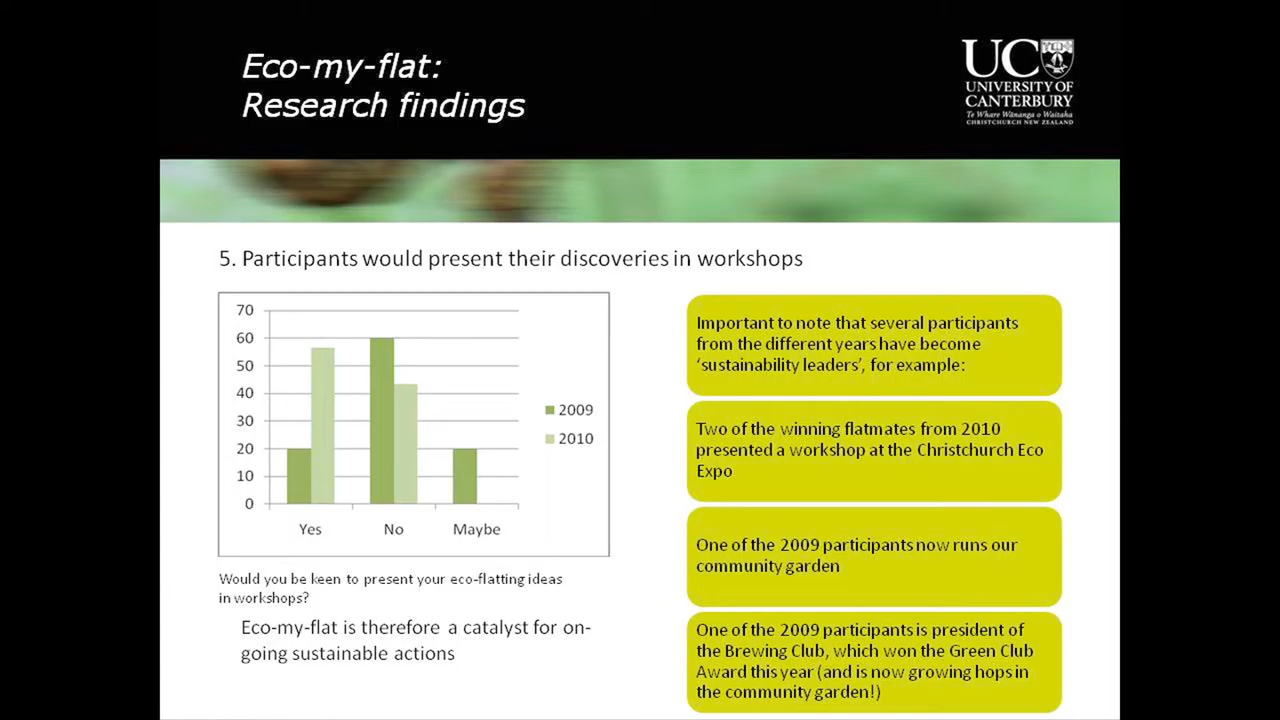 Eco-my-flat:
Research findings
UC
UNIVERSITY OF
CANTERBURY
Te Whare Wānanga o Waitaha
CHRISTCHURCH NEW ZEALAND
5. Participants would present their discoveries in workshops
70
60
50
40
30
20
10
0
Yes No Maybe
2009
2010
Would you be keen to present your eco-flatting ideas
in workshops?
Eco-my-flat is therefore a catalyst for on-
going sustainable actions
Important to note that several participants
from the different years have become
‘sustainability leaders’, for example:
Two of the winning flatmates from 2010
presented a workshop at the Christchurch Eco
Expo
One of the 2009 participants now runs our
community garden
One of the 2009 participants is president of
the Brewing Club, which won the Green Club
Award this year (and is now growing hops in
the community garden!)